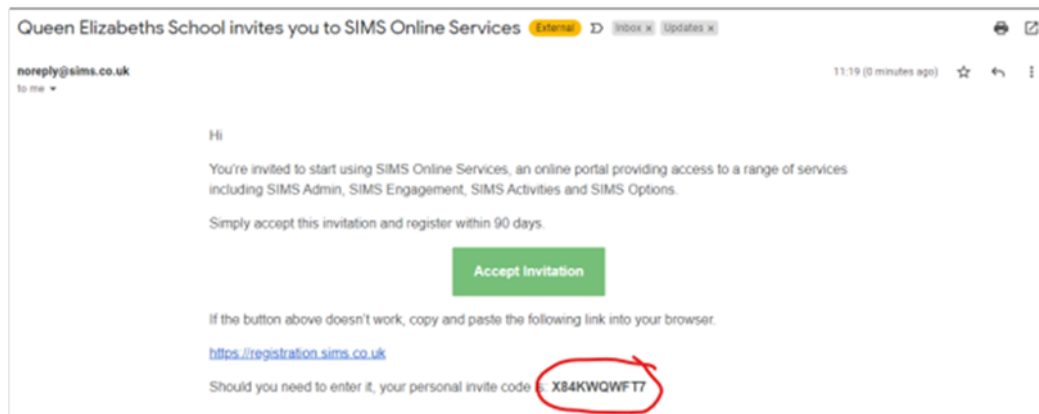 Queen Elizabeths School invites you to SIMS Online Services External Inbox x Updates x
noreply@sims.co.uk 11:19 (0 minutes ago)
to me
Hi
You're invited to start using SIMS Online Services, an online portal providing access to a range of services
including SIMS Admin, SIMS Engagement, SIMS Activities and SIMS Options.
Simply accept this invitation and register within 90 days.
Accept Invitation
If the button above doesn't work, copy and paste the following link into your browser.
https://registration.sims.co.uk
Should you need to enter it, your personal invite code is: X84KWQWFT7